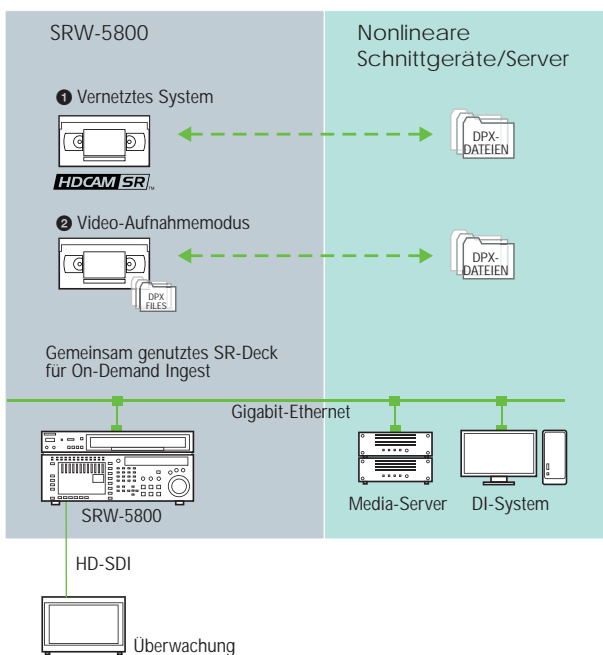 SRW-5800
Nonlineare
Schnittgeräte/Server
❶ Vernetztes System
HDCAM SR™
DPX-
DATEIEN
❷ Video-Aufnahmemodus
DPX
FILES
DPX-
DATEIEN
Gemeinsam genutztes SR-Deck
für On-Demand Ingest
Gigabit-Ethernet
SRW-5800
Media-Server
DI-System
HD-SDI
Überwachung